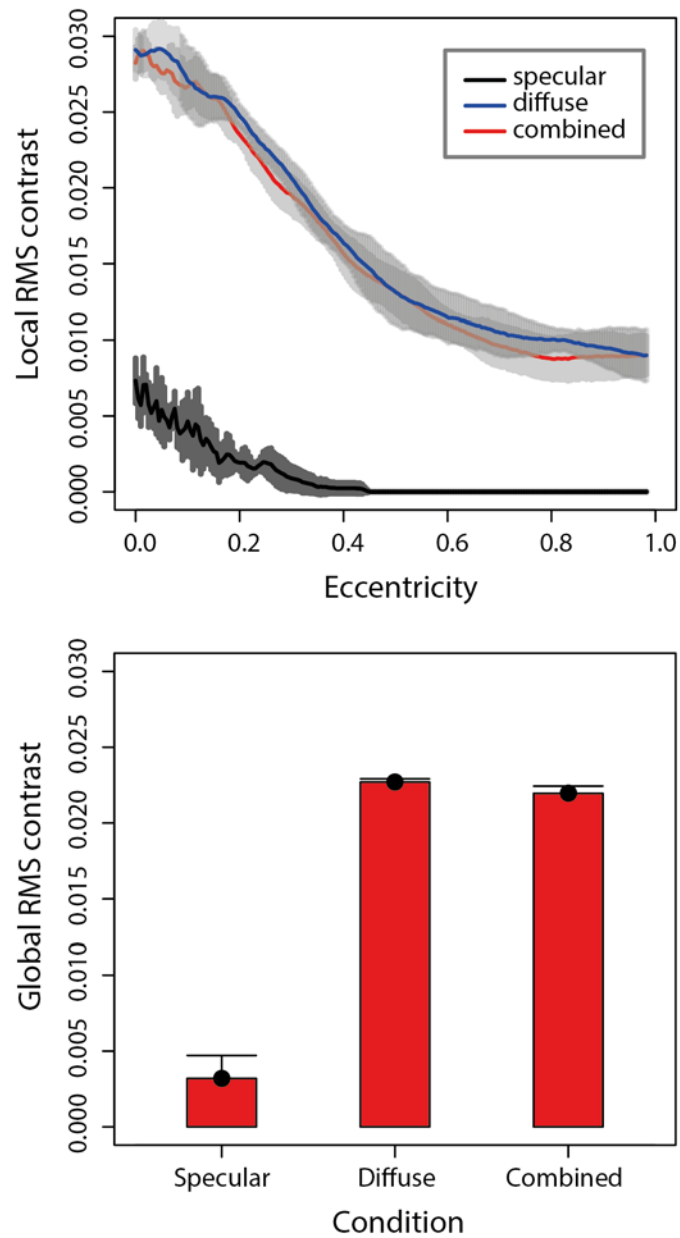 Local RMS contrast
0.030
0.025
0.020
0.015
0.010
0.005
0.000
specular
diffuse
combined
0.0 0.2 0.4 0.6 0.8 1.0
Eccentricity
Global RMS contrast
0.030
0.025
0.020
0.015
0.010
0.005
0.000
Specular Diffuse Combined
Condition